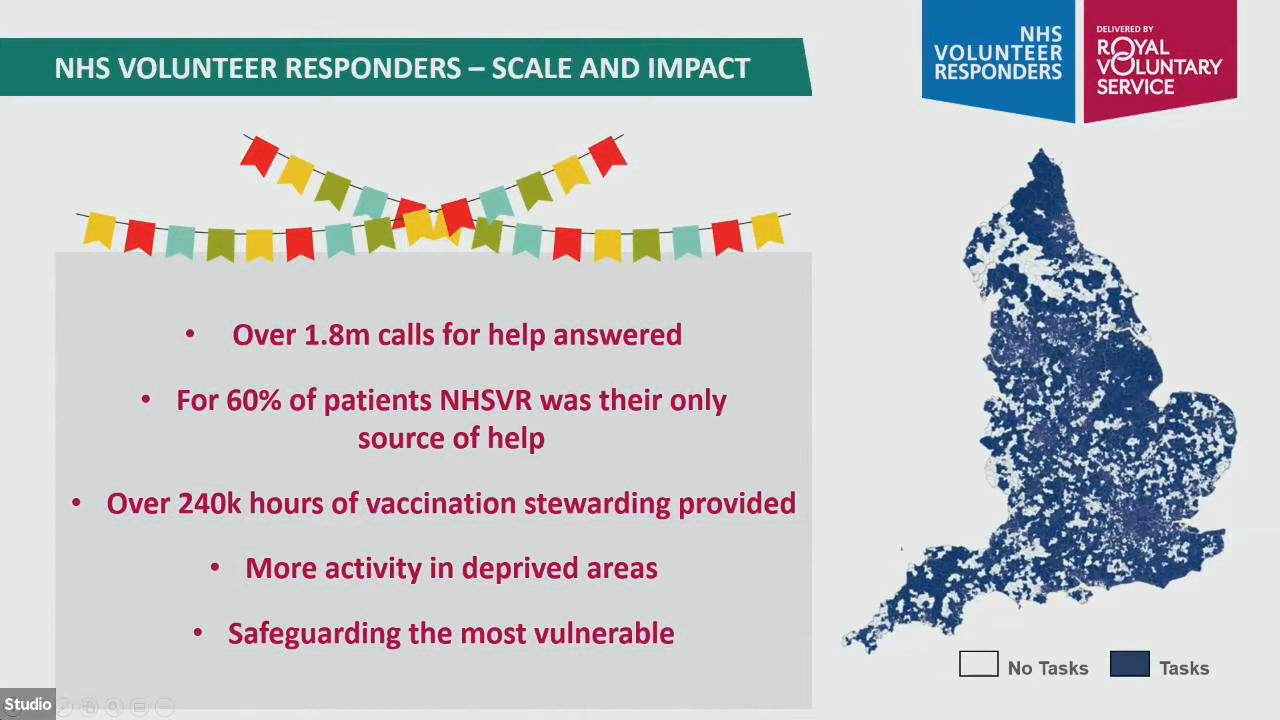 NHS VOLUNTEER RESPONDERS – SCALE AND IMPACT
NHS
VOLUNTEER
RESPONDERS
DELIVERED BY
ROYAL
VOLUNTARY
SERVICE
• Over 1.8m calls for help answered
• For 60% of patients NHSVR was their only
source of help
• Over 240k hours of vaccination stewarding provided
• More activity in deprived areas
• Safeguarding the most vulnerable
No Tasks
Tasks
Studio